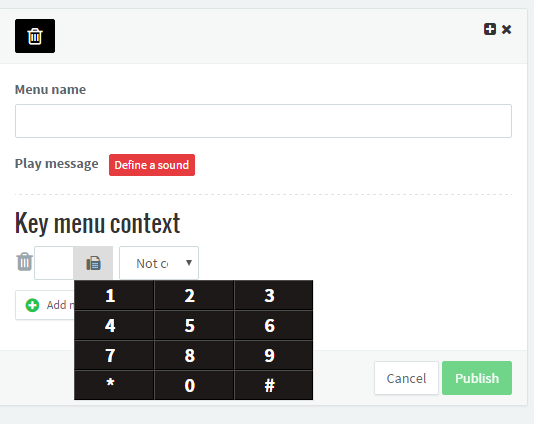 Menu name
Play message Define a sound
Key menu context
Not c
Add
1 2 3
4 5 6
7 8 9
* 0 #
Cancel Publish